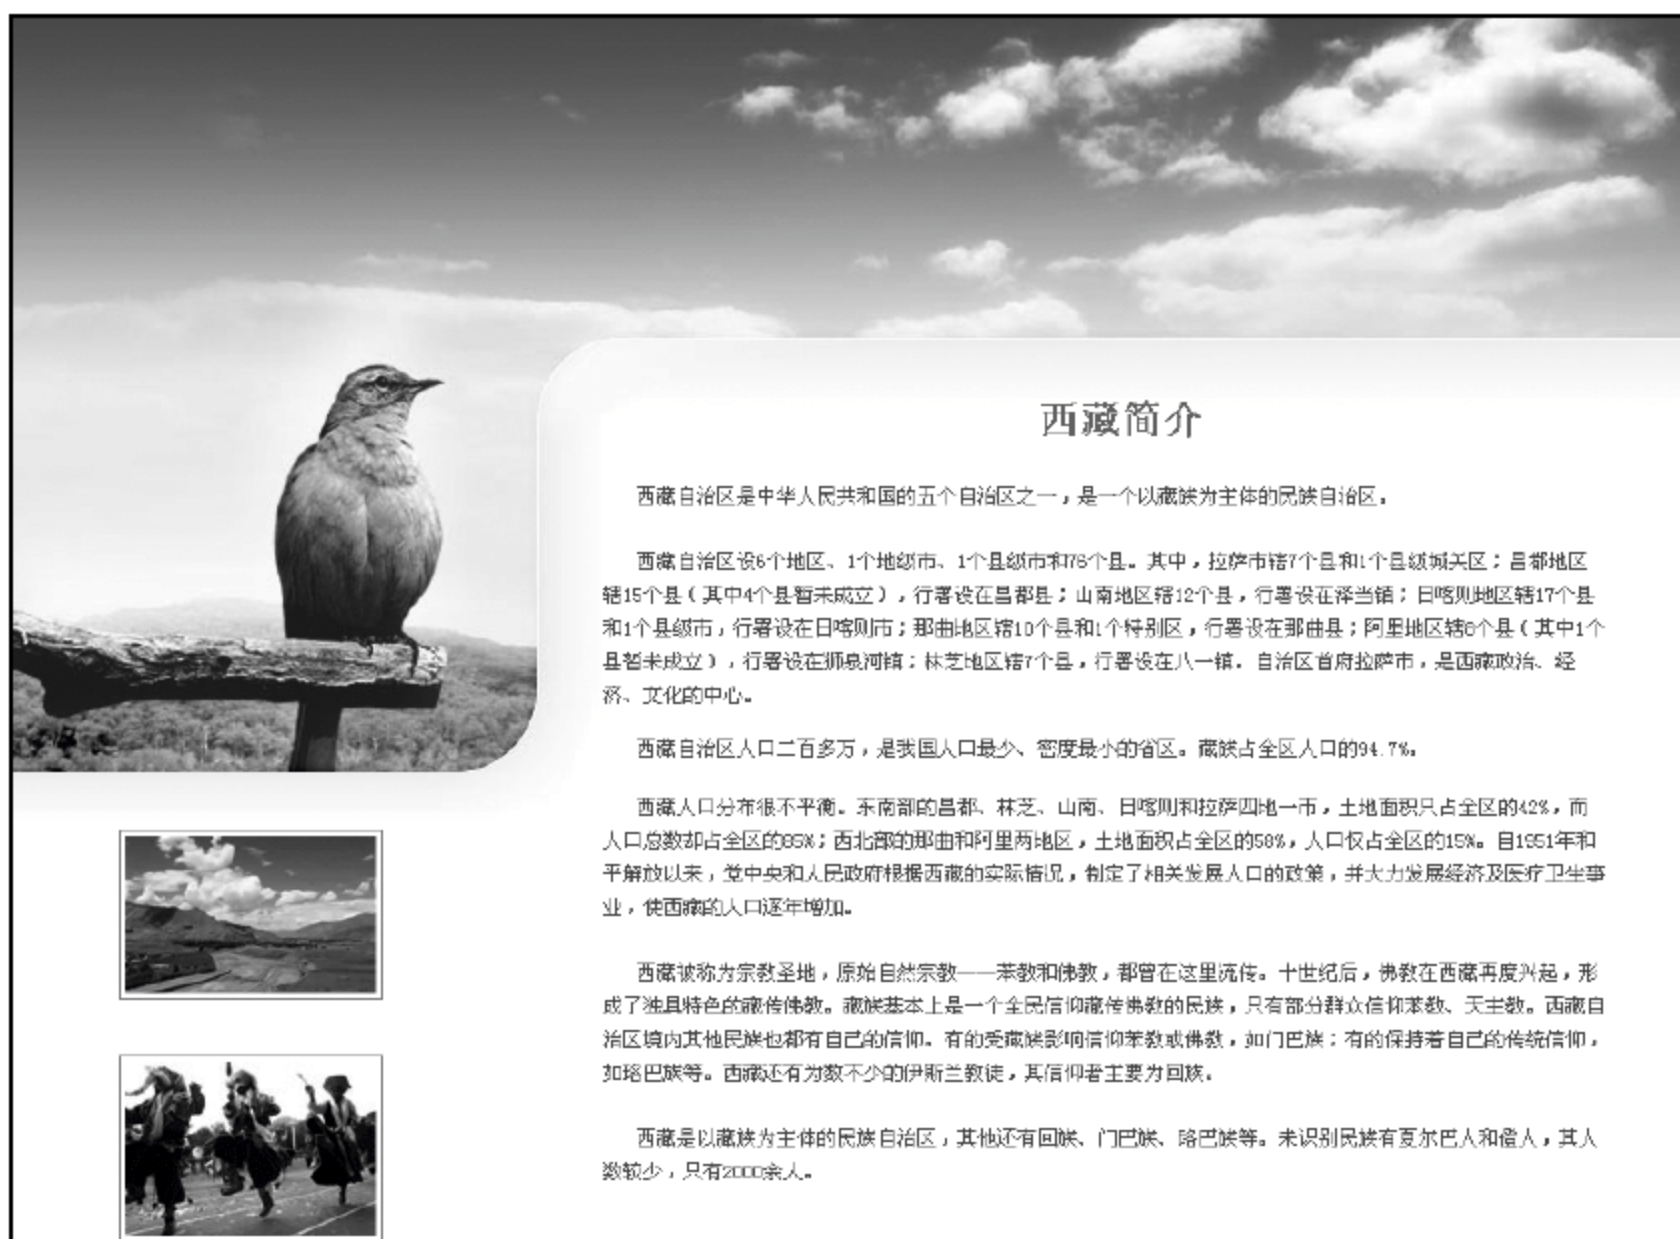 西藏简介
西藏自治区是中华人民共和国的五个自治区之一，是一个以藏族为主体的民族自治区。
西藏自治区设6个地区、1个地级市、1个县级市和76个县。其中，拉萨市辖7个县和1个县级城关区；昌都地区
辖15个县（其中4个县暂未成立），行署设在昌都县；山南地区辖12个县，行署设在泽当镇；日喀则地区辖17个县
和1个县级市，行署设在日喀则市；那曲地区辖10个县和1个特别区，行署设在那曲县；阿里地区辖8个县（其中1个
县暂未成立），行署设在狮泉河镇；林芝地区辖7个县，行署设在八一镇．自治区首府拉萨市，是西藏政治、经
济、文化的中心。
西藏自治区人口二百多万，是我国人口最少、密度最小的省区。藏族占全区人口的94.7%。
西藏人口分布很不平衡。东南部的昌都、林芝、山南、日喀则和拉萨四地一市，土地面积只占全区的42%，而
人口总数却占全区的85%；西北部的那曲和阿里两地区，土地面积占全区的58%，人口仅占全区的15%。自1951年和
平解放以来，党中央和人民政府根据西藏的实际情况，制定了相关发展人口的政策，并大力发展经济及医疗卫生事
业，使西藏的人口逐年增加。
西藏被称为宗教圣地，原始自然宗教——苯教和佛教，都曾在这里流传。十世纪后，佛教在西藏再度兴起，形
成了独具特色的藏传佛教。藏族基本上是一个全民信仰藏传佛教的民族，只有部分群众信仰苯教、天主教。西藏自
治区境内其他民族也都有自己的信仰。有的受藏族影响信仰苯教或佛教，如门巴族；有的保持着自己的传统信仰，
如珞巴族等。西藏还有为数不少的伊斯兰教徒，其信仰者主要为回族。
西藏是以藏族为主体的民族自治区，其他还有回族、门巴族、珞巴族等。未识别民族有夏尔巴人和僜人，其人
数较少，只有2000余人。